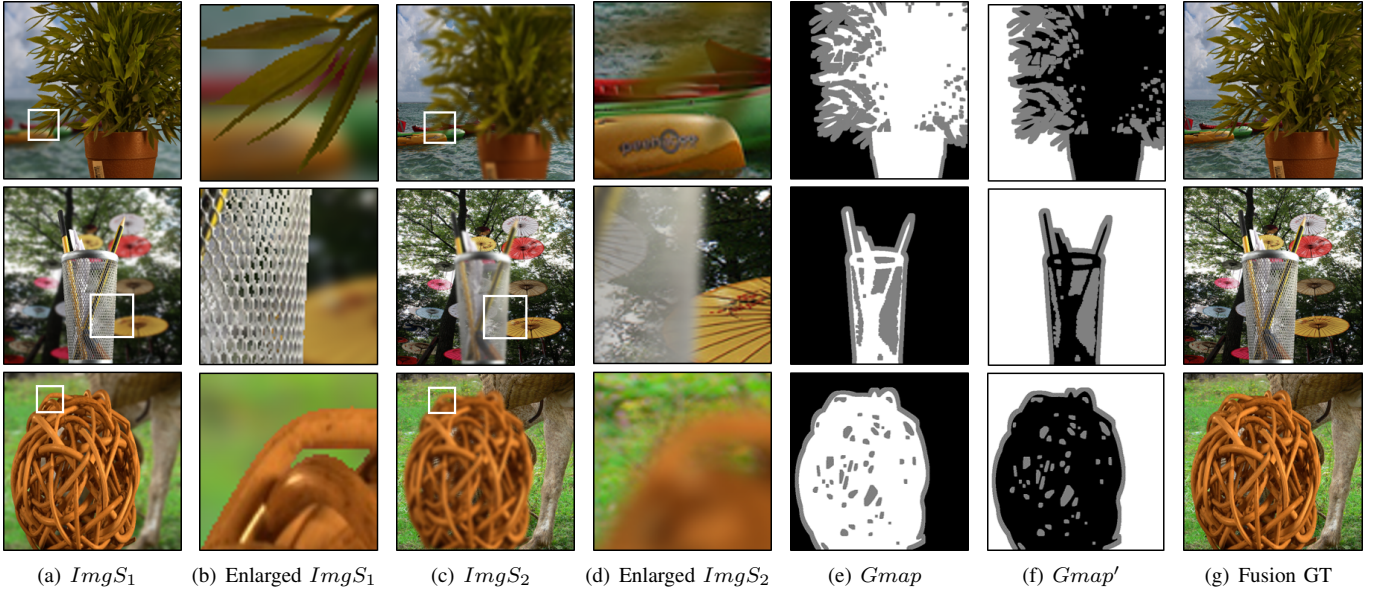 (a) ImgS₁ (b) Enlarged ImgS₁ (c) ImgS₂ (d) Enlarged ImgS₂ (e) Gmap (f) Gmap′ (g) Fusion GT